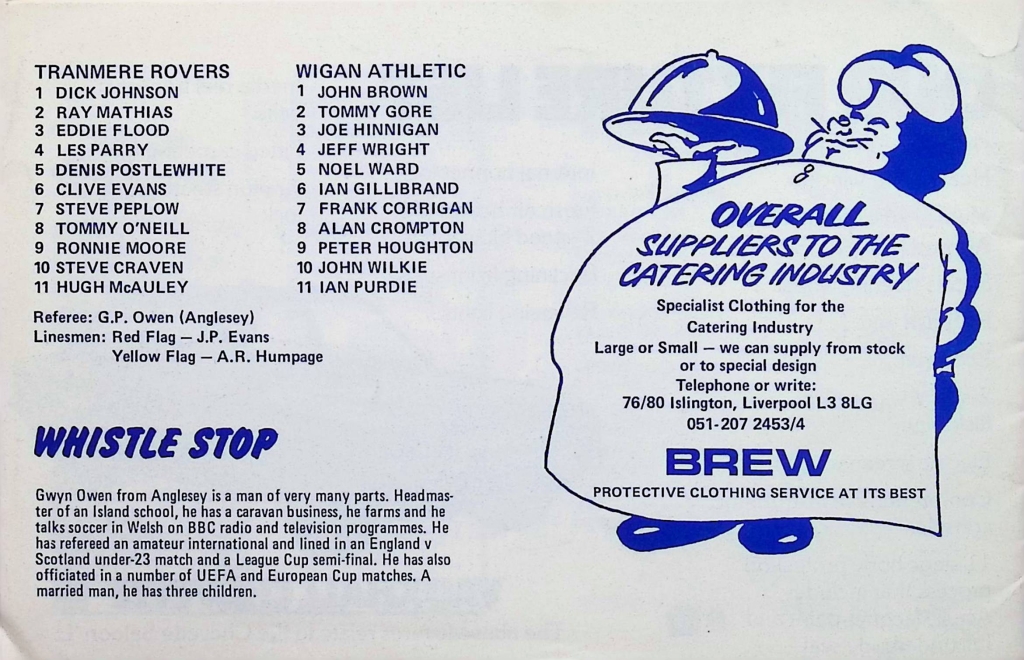 TRANMERE ROVERS
1 DICK JOHNSON
2 RAY MATHIAS
3 EDDIE FLOOD
4 LES PARRY
5 DENIS POSTLEWHITE
6 CLIVE EVANS
7 STEVE PEPLOW
8 TOMMY O'NEILL
9 RONNIE MOORE
10 STEVE CRAVEN
11 HUGH McAULEY
WIGAN ATHLETIC
1 JOHN BROWN
2 TOMMY GORE
3 JOE HINNIGAN
4 JEFF WRIGHT
5 NOEL WARD
6 IAN GILLIBRAND
7 FRANK CORRIGAN
8 ALAN CROMPTON
9 PETER HOUGHTON
10 JOHN WILKIE
11 IAN PURDIE
Referee: G.P. Owen (Anglesey)
Linesmen: Red Flag — J.P. Evans
Yellow Flag — A.R. Humpage
WHISTLE STOP
Gwyn Owen from Anglesey is a man of very many parts. Headmas-
ter of an Island school, he has a caravan business, he farms and he
talks soccer in Welsh on BBC radio and television programmes. He
has refereed an amateur international and lined in an England v
Scotland under-23 match and a League Cup semi-final. He has also
officiated in a number of UEFA and European Cup matches. A
married man, he has three children.
OVERALL
SUPPLIERS TO THE
CATERING INDUSTRY
Specialist Clothing for the
Catering Industry
Large or Small — we can supply from stock
or to special design
Telephone or write:
76/80 Islington, Liverpool L3 8LG
051-207 2453/4
BREW
PROTECTIVE CLOTHING SERVICE AT ITS BEST